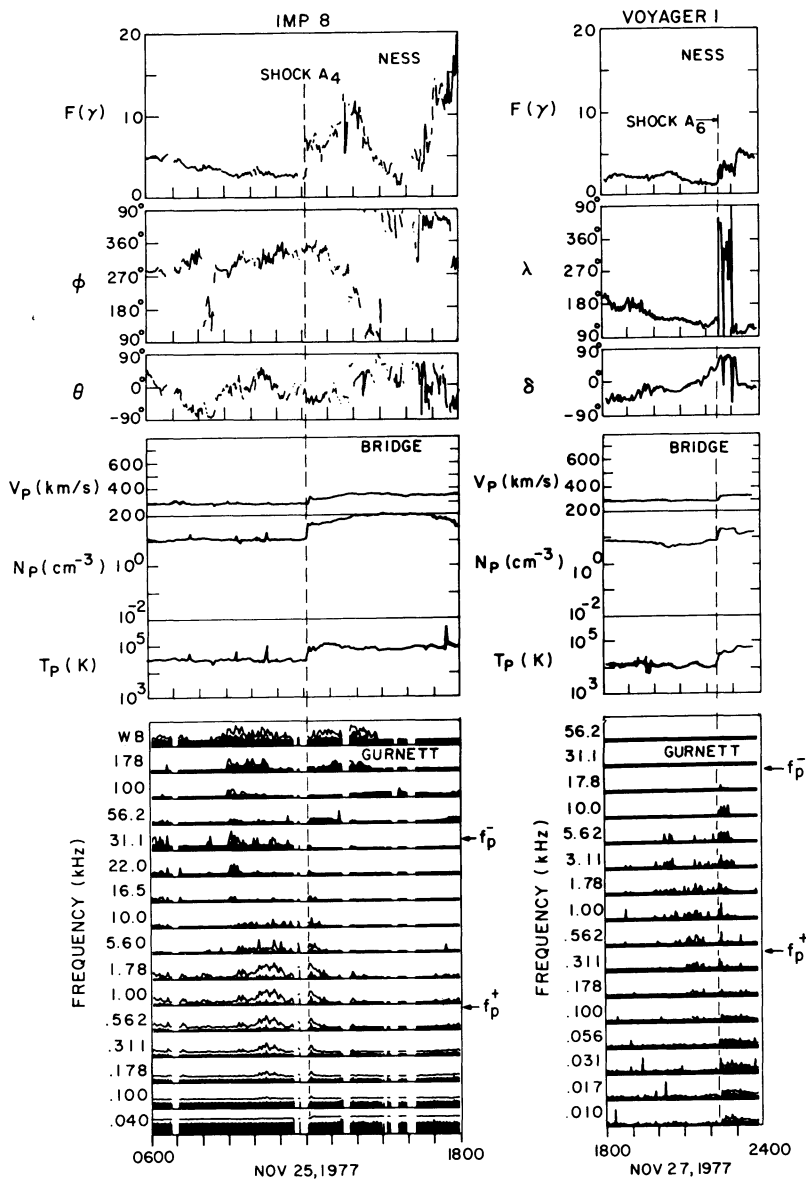 IMP 8
20
NESS
SHOCK A4
F(γ)
10
0
90°
360°
ϕ
270°
180°
90°
90°
θ
0°
-90°
BRIDGE
600
Vp (km/s) 400
200
Np (cm⁻³) 10⁰
10⁻²
10⁵
Tp (K)
10³
WB
GURNETT
178
100
56.2
31.1
fp⁻
22.0
16.5
10.0
5.60
1.78
1.00
fp⁺
.562
.311
.178
.100
.040
FREQUENCY (kHz)
0600
1800
NOV 25,1977
VOYAGER I
20
NESS
F(γ)
10
SHOCK A6
0
90°
360°
λ
270°
180°
90°
90°
δ
0°
-90°
BRIDGE
600
Vp (km/s) 400
200
0
Np (cm⁻³)
10⁰
10⁻²
10⁵
Tp (K)
10³
56.2
31.1
GURNETT
fp⁻
17.8
10.0
5.62
3.11
1.78
1.00
.562
fp⁺
.311
.178
.100
.056
.031
.017
.010
FREQUENCY (kHz)
1800
2400
NOV 27,1977